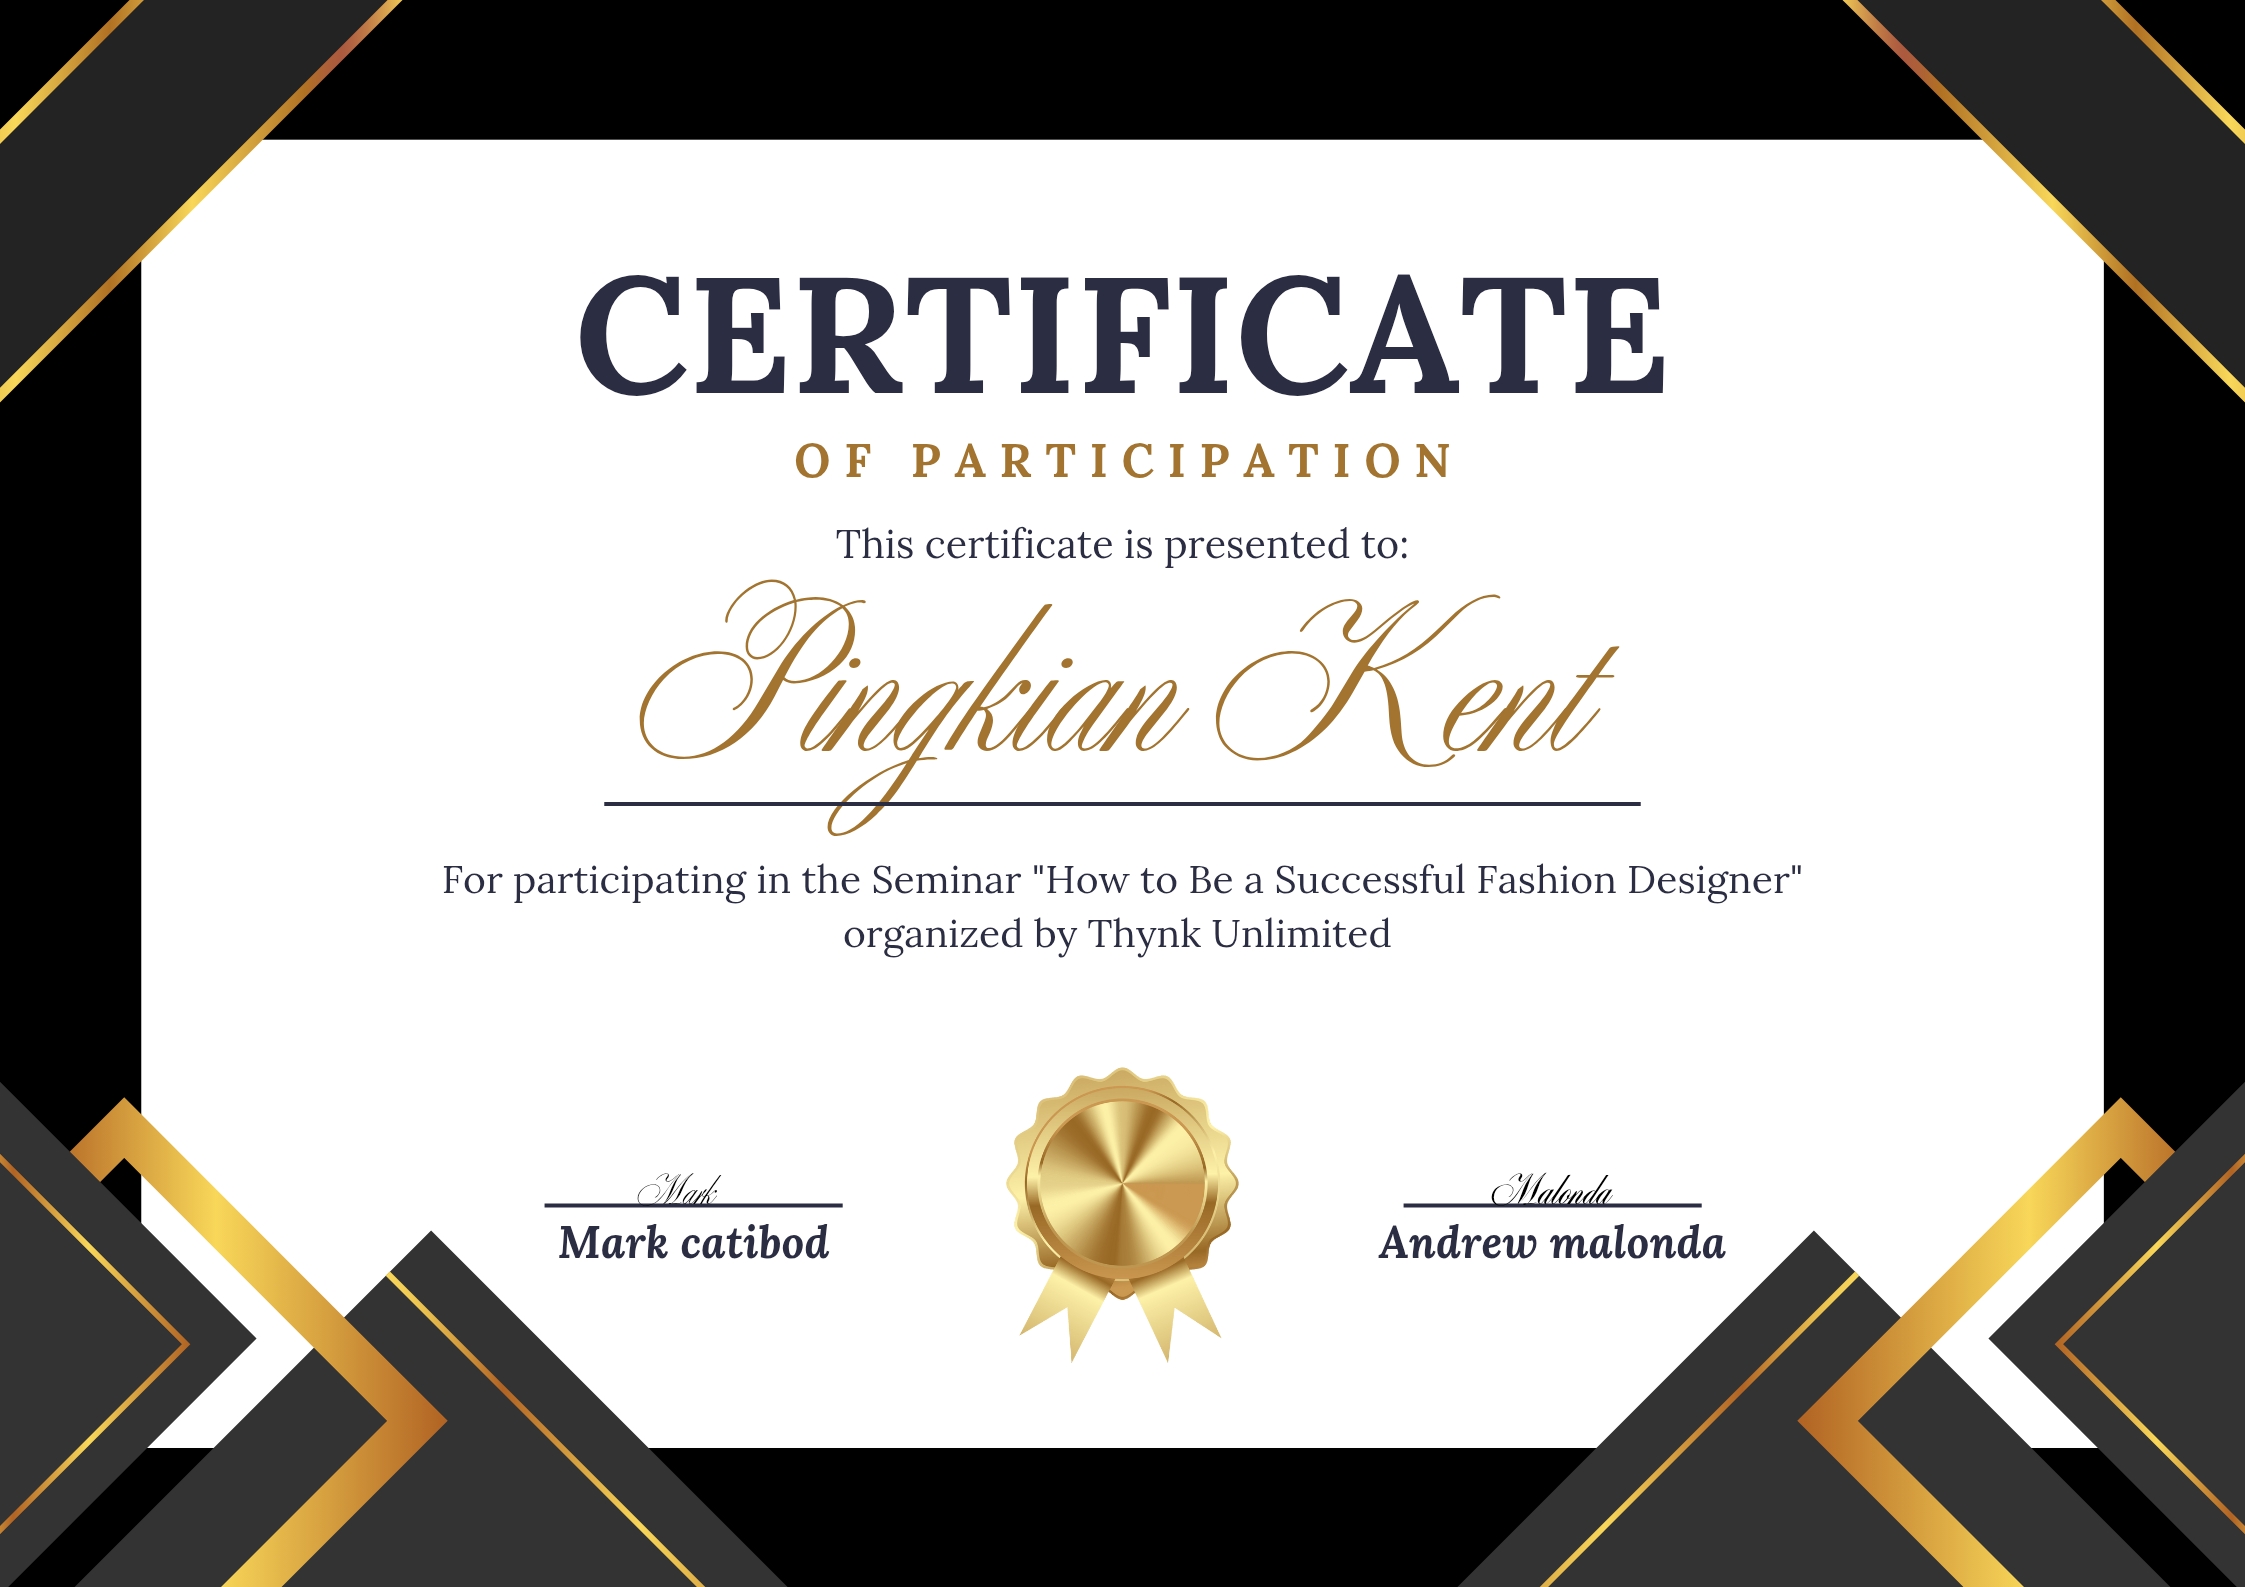 CERTIFICATE
OF PARTICIPATION
This certificate is presented to:
Pingkian Kent
For participating in the Seminar "How to Be a Successful Fashion Designer"
organized by Thynk Unlimited
Mark
Mark catibod
Malonda
Andrew malonda